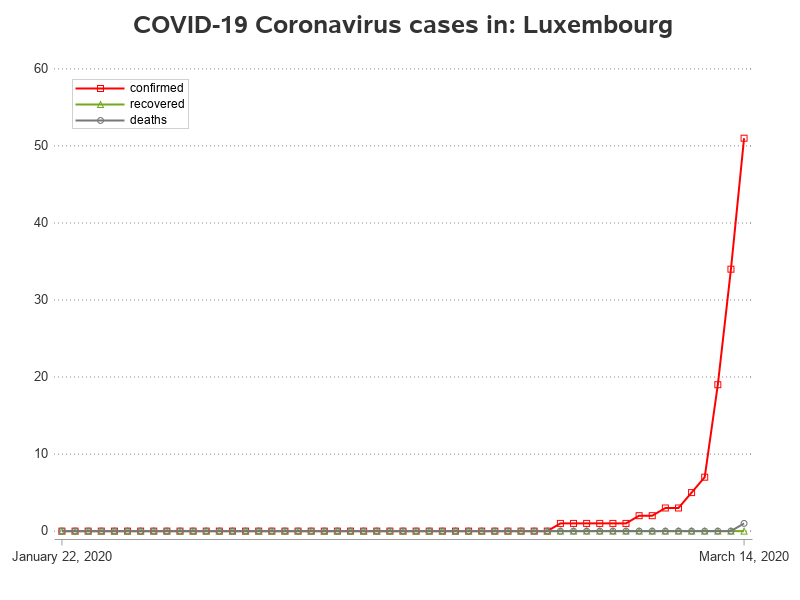 COVID-19 Coronavirus cases in: Luxembourg
60
confirmed
recovered
deaths
50
40
30
20
10
0
January 22, 2020
March 14, 2020